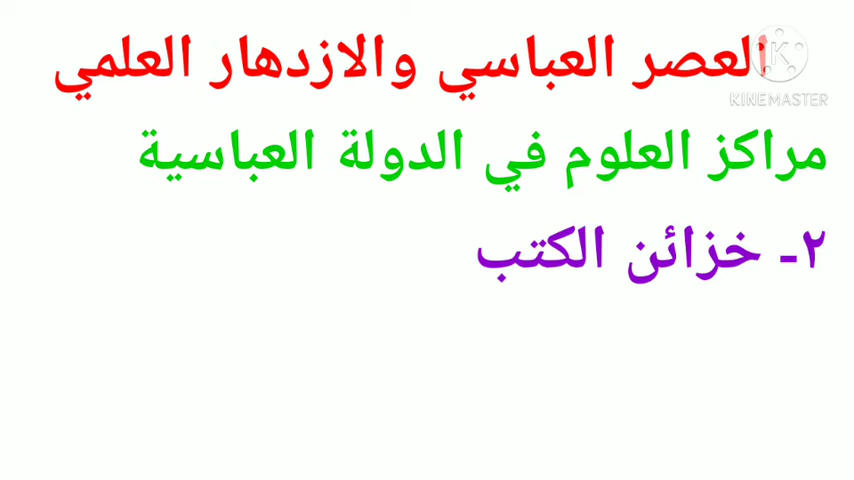 العصر العباسي والازدهار العلمي
KINEMASTER
مراكز العلوم في الدولة العباسية
٢- خزائن الكتب